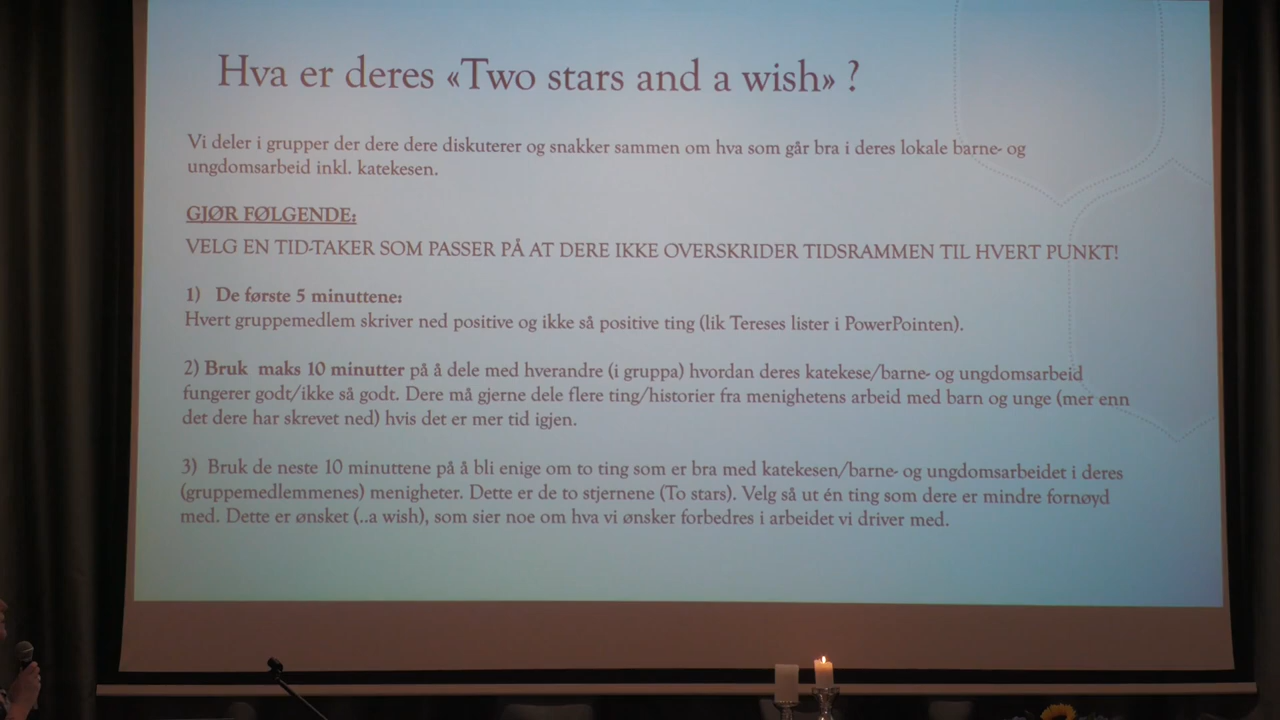 Hva er deres «Two stars and a wish» ?
Vi deler i grupper der dere dere diskuterer og snakker sammen om hva som går bra i deres lokale barne- og
ungdomsarbeid inkl. katekesen.
GJØR FØLGENDE:
VELG EN TID-TAKER SOM PASSER PÅ AT DERE IKKE OVERSKRIDER TIDSRAMMEN TIL HVERT PUNKT!
1) De første 5 minuttene:
Hvert gruppemedlem skriver ned positive og ikke så positive ting (lik Tereses lister i PowerPointen).
2) Bruk maks 10 minutter på å dele med hverandre (i gruppa) hvordan deres katekese/barne- og ungdomsarbeid
fungerer godt/ikke så godt. Dere må gjerne dele flere ting/historier fra menighetens arbeid med barn og unge (mer enn
det dere har skrevet ned) hvis det er mer tid igjen.
3) Bruk de neste 10 minuttene på å bli enige om to ting som er bra med katekesen/barne- og ungdomsarbeidet i deres
(gruppemedlemmenes) menigheter. Dette er de to stjernene (To stars). Velg så ut én ting som dere er mindre fornøyd
med. Dette er ønsket (..a wish), som sier noe om hva vi ønsker forbedres i arbeidet vi driver med.